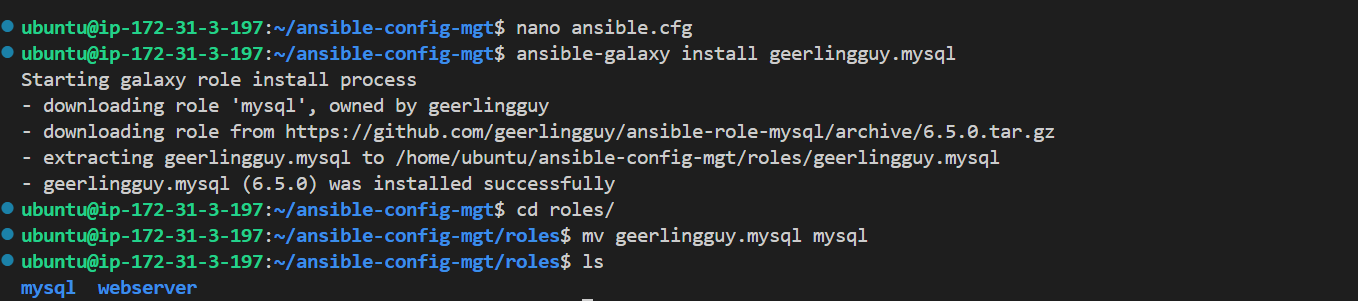 ubuntu@ip-172-31-3-197:~/ansible-config-mgt$ nano ansible.cfg
ubuntu@ip-172-31-3-197:~/ansible-config-mgt$ ansible-galaxy install geerlingguy.mysql
Starting galaxy role install process
- downloading role 'mysql', owned by geerlingguy
- downloading role from https://github.com/geerlingguy/ansible-role-mysql/archive/6.5.0.tar.gz
- extracting geerlingguy.mysql to /home/ubuntu/ansible-config-mgt/roles/geerlingguy.mysql
- geerlingguy.mysql (6.5.0) was installed successfully
ubuntu@ip-172-31-3-197:~/ansible-config-mgt$ cd roles/
ubuntu@ip-172-31-3-197:~/ansible-config-mgt/roles$ mv geerlingguy.mysql mysql
ubuntu@ip-172-31-3-197:~/ansible-config-mgt/roles$ ls
mysql  webserver